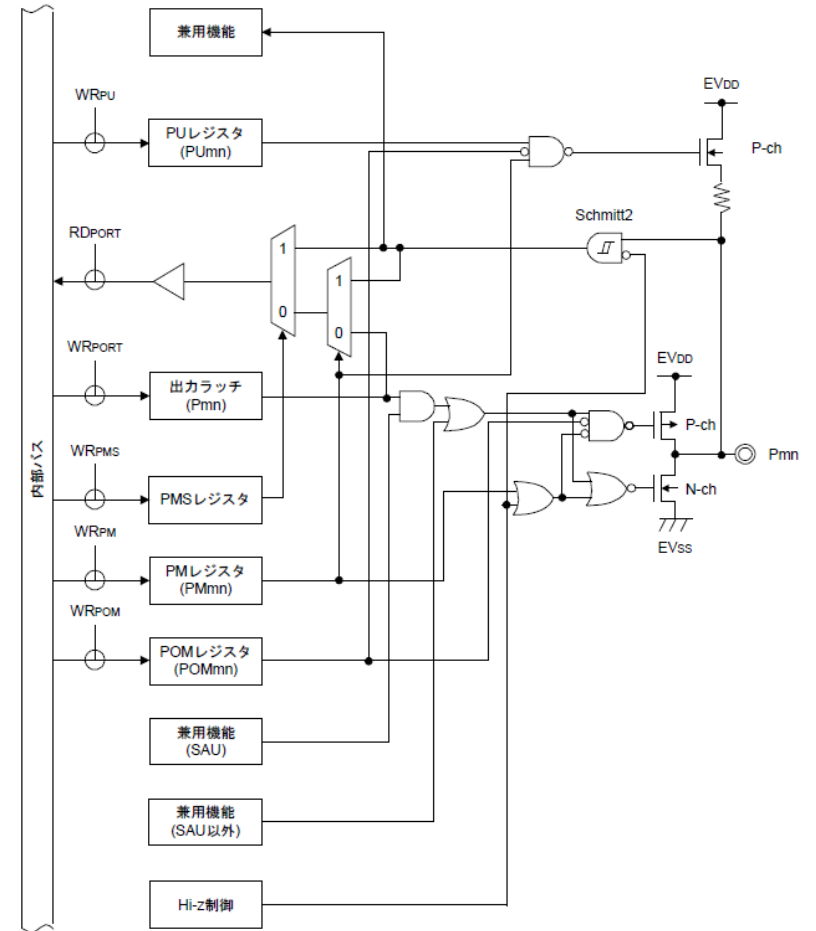 兼用機能
WRPU
PUレジスタ
(PUmn)
EVDD
P-ch
Schmitt2
RDPORT
1
1
0
0
WRPORT
出力ラッチ
(Pmn)
EVDD
P-ch
Pmn
WRPMS
PMSレジスタ
N-ch
EVSS
内部バス
WRPM
PMレジスタ
(PMmn)
WRPOM
POMレジスタ
(POMmn)
兼用機能
(SAU)
兼用機能
(SAU以外)
Hi-z制御